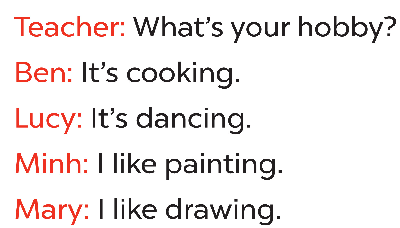 Teacher: What's your hobby?
Ben: It's cooking.
Lucy: It's dancing.
Minh: I like painting.
Mary: I like drawing.